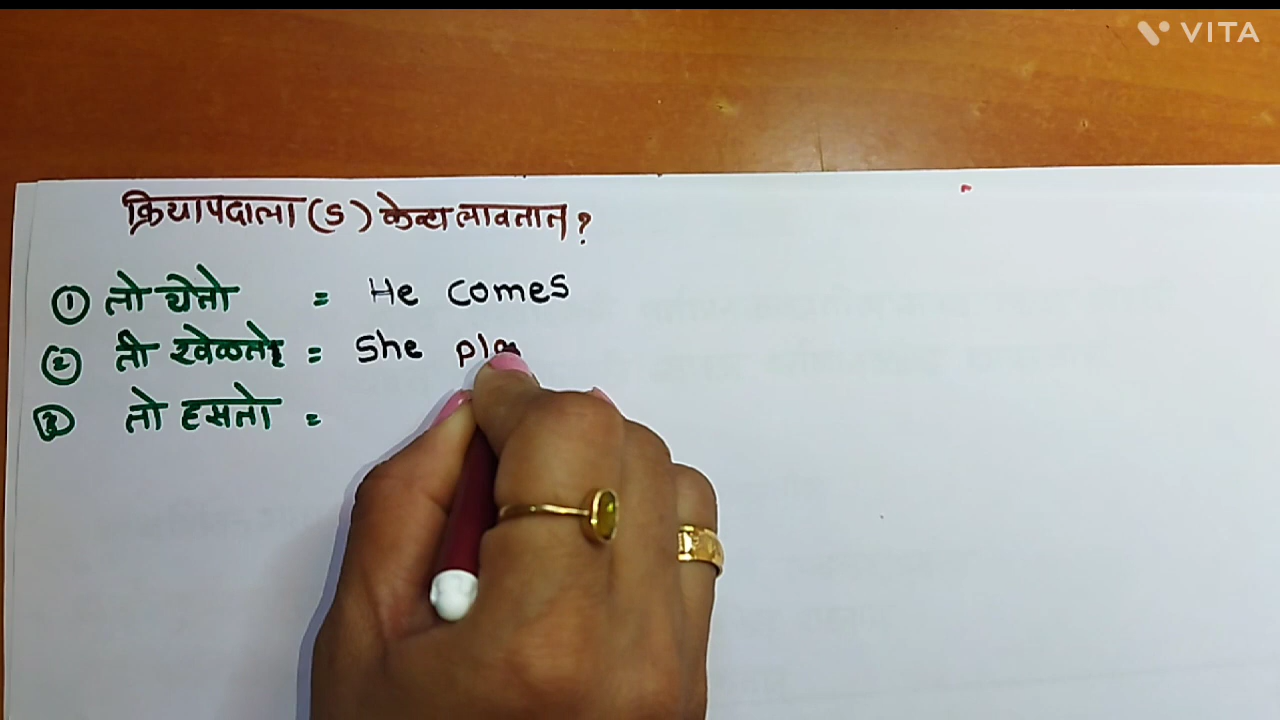 VITA
क्रियापदाला (s) केव्हा लावतात?
① तो येतो = He comes
② ती खेळते = She pla
③ तो हसतो =